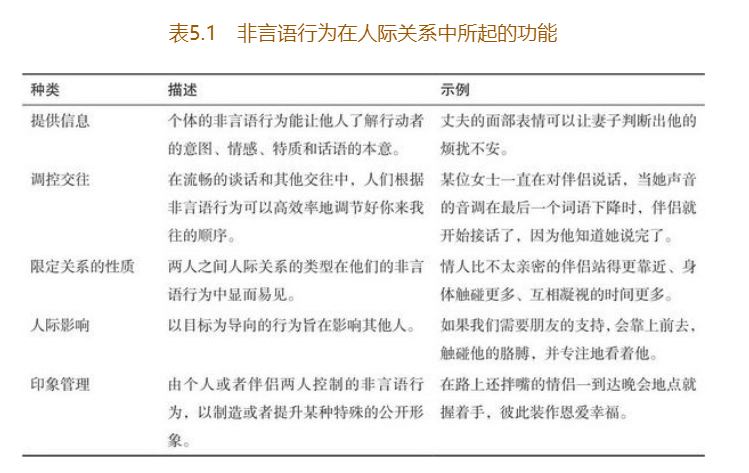 表5.1 非言语行为在人际关系中所起的功能
种类 描述 示例
提供信息 个体的非言语行为能让他人了解行动者 丈夫的面部表情可以让妻子判断出他的
的意图、情感、特质和话语的本意。 烦扰不安。
调控交往 在流畅的谈话和其他交往中，人们根据 某位女士一直在对伴侣说话，当她声音
非言语行为可以高效率地调节好你来我 的音调在最后一个词语下降时，伴侣就
往的顺序。 开始接话了，因为他知道她说完了。
限定关系的性质 两人之间人际关系的类型在他们的非言 情人比不太亲密的伴侣站得更靠近、身
语行为中显而易见。 体触碰更多、互相凝视的时间更多。
人际影响 以目标为导向的行为旨在影响其他人。 如果我们需要朋友的支持，会靠上前去，
触碰他的胳膊，并专注地看着他。
印象管理 由个人或者伴侣两人控制的非言语行 在路上还拌嘴的情侣一到达晚会地点就
为，以制造或者提升某种特殊的公开形 握着手，彼此装作恩爱幸福。
象。